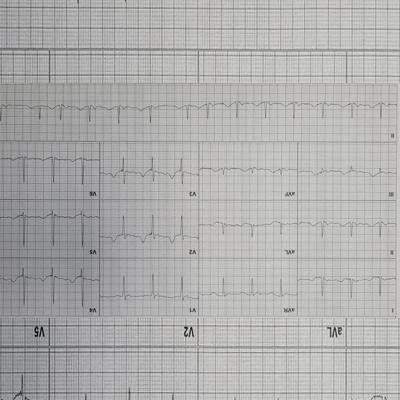 aVL V2 V5
I aVR V1 V4
II aVL V2 V5
III aVF V3 V6
II